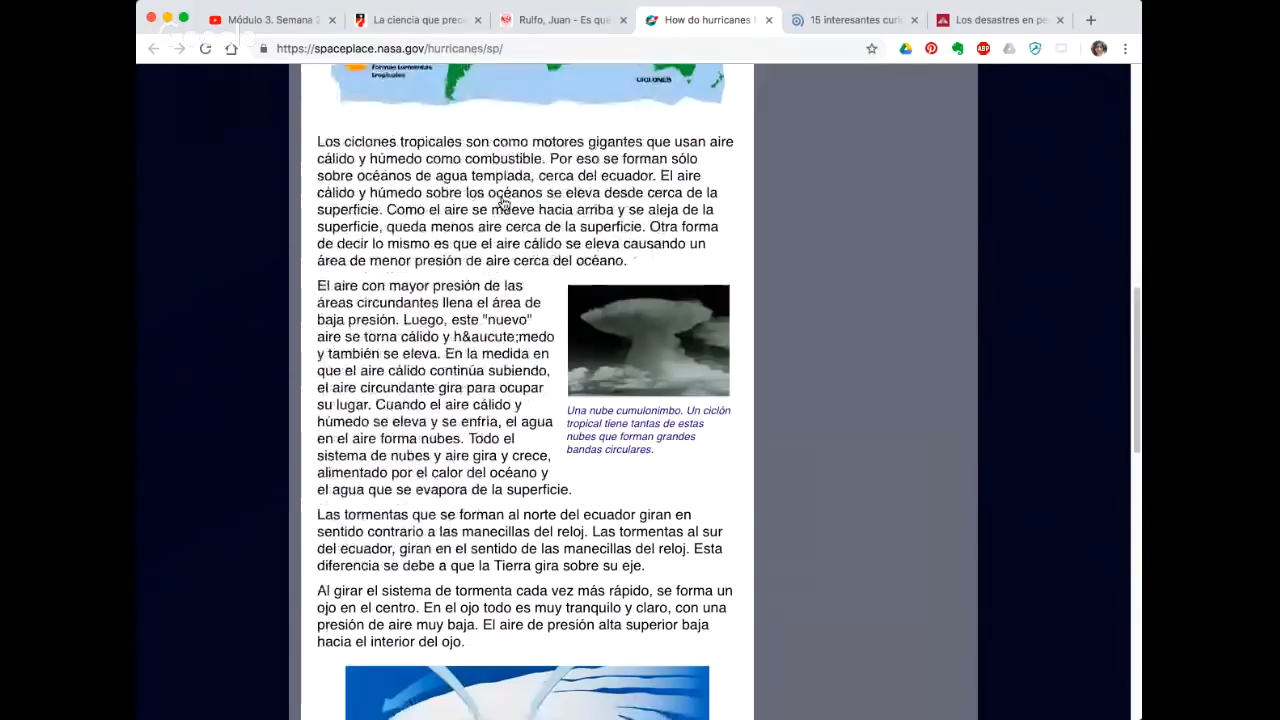 Módulo 3. Semana 2
La ciencia que prece
Rulfo, Juan - Es que
How do hurricanes
15 interesantes curi
Los desastres en pe
https://spaceplace.nasa.gov/hurricanes/sp/
ABP
forman tormentas
tropicales
CICLONES
Los ciclones tropicales son como motores gigantes que usan aire
cálido y húmedo como combustible. Por eso se forman sólo
sobre océanos de agua templada, cerca del ecuador. El aire
cálido y húmedo sobre los océanos se eleva desde cerca de la
superficie. Como el aire se mueve hacia arriba y se aleja de la
superficie, queda menos aire cerca de la superficie. Otra forma
de decir lo mismo es que el aire cálido se eleva causando un
área de menor presión de aire cerca del océano.
El aire con mayor presión de las
áreas circundantes llena el área de
baja presión. Luego, este "nuevo"
aire se torna cálido y h&aucute;medo
y también se eleva. En la medida en
que el aire cálido continúa subiendo,
el aire circundante gira para ocupar
su lugar. Cuando el aire cálido y
húmedo se eleva y se enfría, el agua
en el aire forma nubes. Todo el
sistema de nubes y aire gira y crece,
alimentado por el calor del océano y
el agua que se evapora de la superficie.
Una nube cumulonimbo. Un ciclón
tropical tiene tantas de estas
nubes que forman grandes
bandas circulares.
Las tormentas que se forman al norte del ecuador giran en
sentido contrario a las manecillas del reloj. Las tormentas al sur
del ecuador, giran en el sentido de las manecillas del reloj. Esta
diferencia se debe a que la Tierra gira sobre su eje.
Al girar el sistema de tormenta cada vez más rápido, se forma un
ojo en el centro. En el ojo todo es muy tranquilo y claro, con una
presión de aire muy baja. El aire de presión alta superior baja
hacia el interior del ojo.